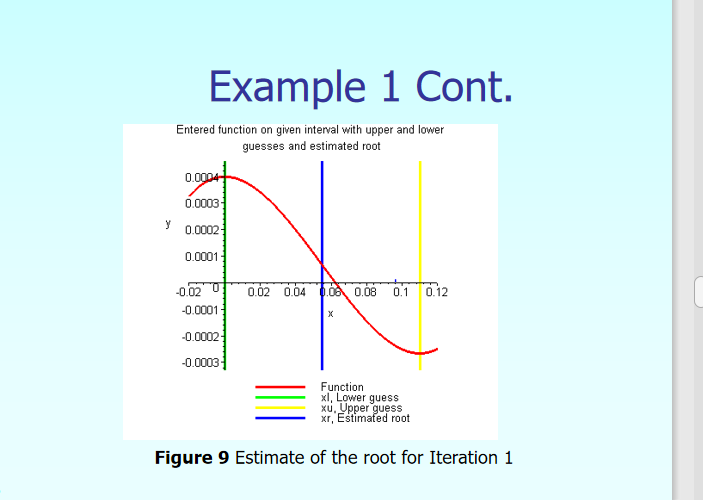 Example 1 Cont.
Entered function on given interval with upper and lower
guesses and estimated root
0.0004
0.0003
y
0.0002
0.0001
-0.02 0 0.02 0.04 0.06 0.08 0.1 0.12
x
-0.0001
-0.0002
-0.0003
Function
xl, Lower guess
xu, Upper guess
xr, Estimated root
Figure 9 Estimate of the root for Iteration 1